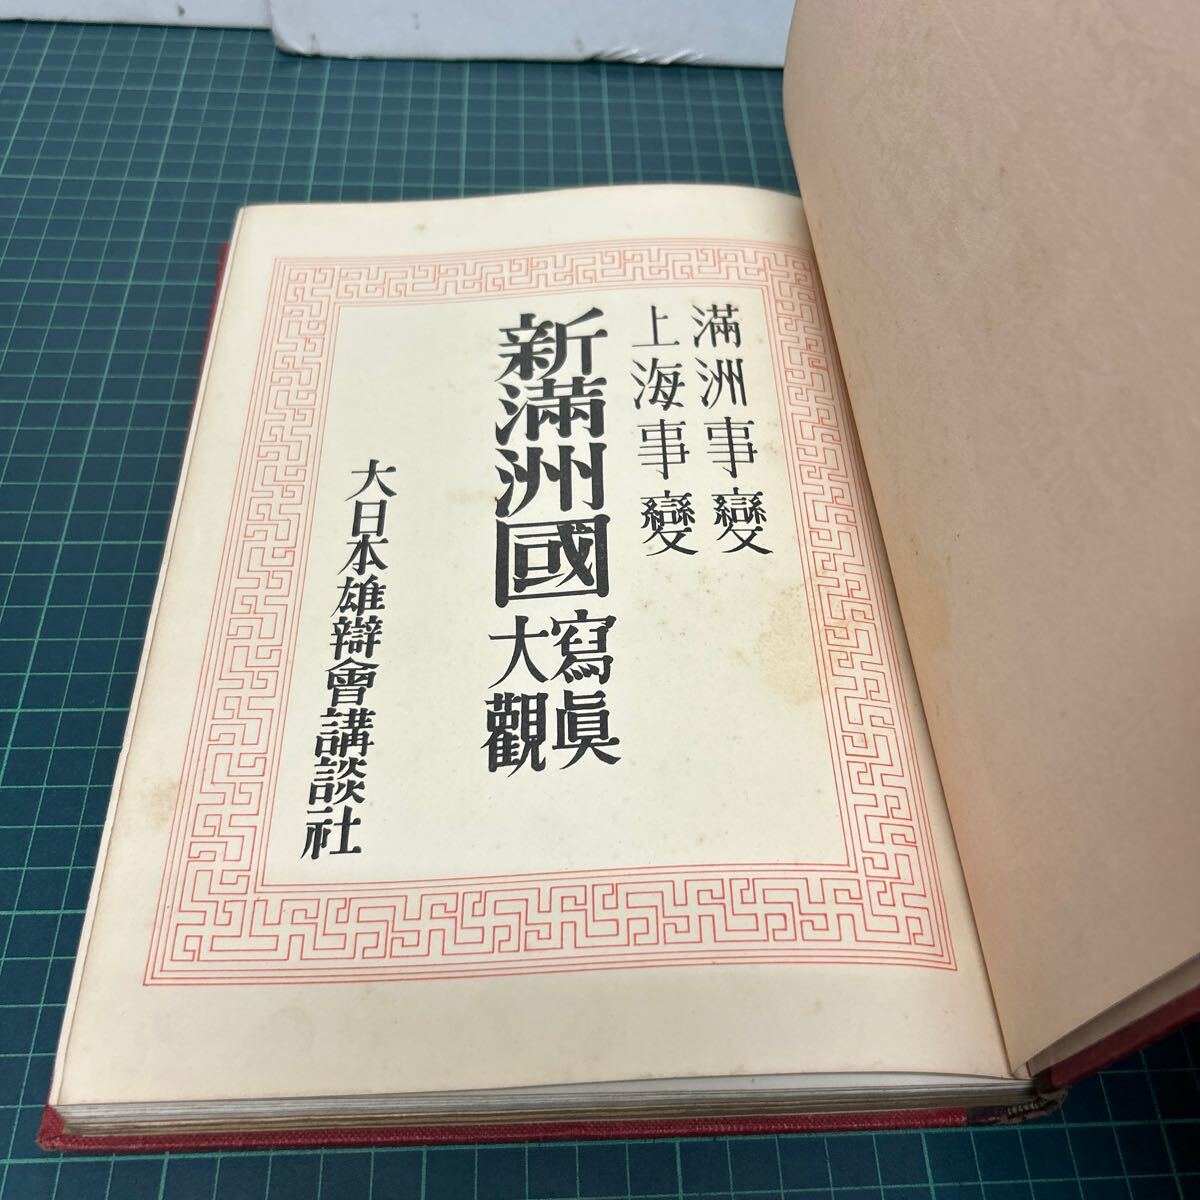 滿洲事變
上海事變
新滿洲國寫眞大觀
大日本雄辯會講談社